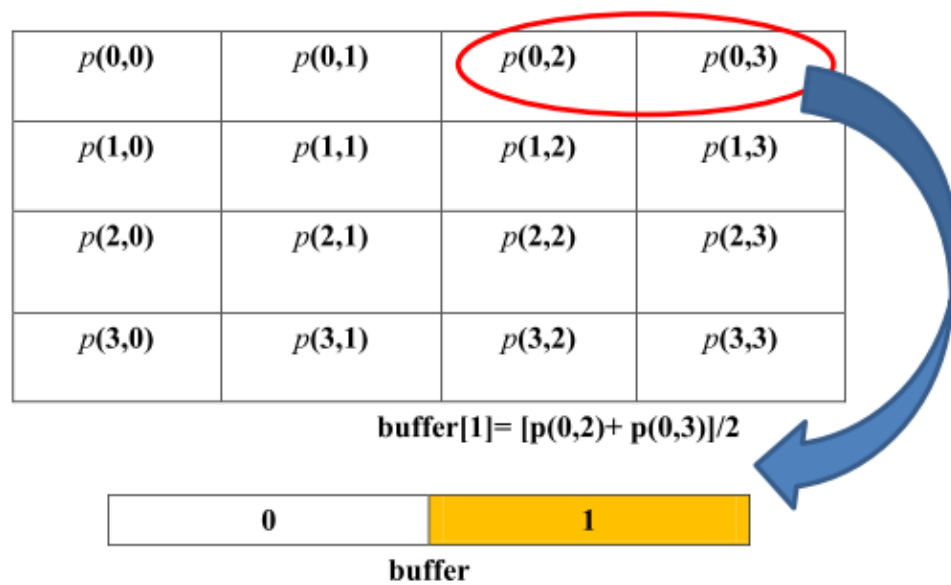 p(0,0) p(0,1) p(0,2) p(0,3)
p(1,0) p(1,1) p(1,2) p(1,3)
p(2,0) p(2,1) p(2,2) p(2,3)
p(3,0) p(3,1) p(3,2) p(3,3)
buffer[1]= [p(0,2)+ p(0,3)]/2
0 1
buffer